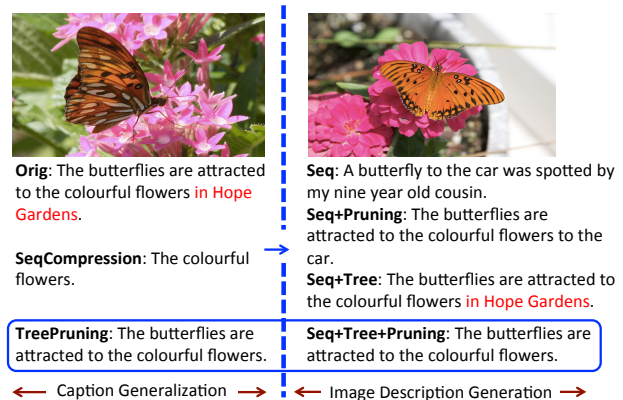 Orig: The butterflies are attracted
to the colourful flowers in Hope
Gardens.
SeqCompression: The colourful
flowers.
TreePruning: The butterflies are
attracted to the colourful flowers.
Caption Generalization
Seq: A butterfly to the car was spotted by
my nine year old cousin.
Seq+Pruning: The butterflies are
attracted to the colourful flowers to the
car.
Seq+Tree: The butterflies are attracted to
the colourful flowers in Hope Gardens.
Seq+Tree+Pruning: The butterflies are
attracted to the colourful flowers.
Image Description Generation